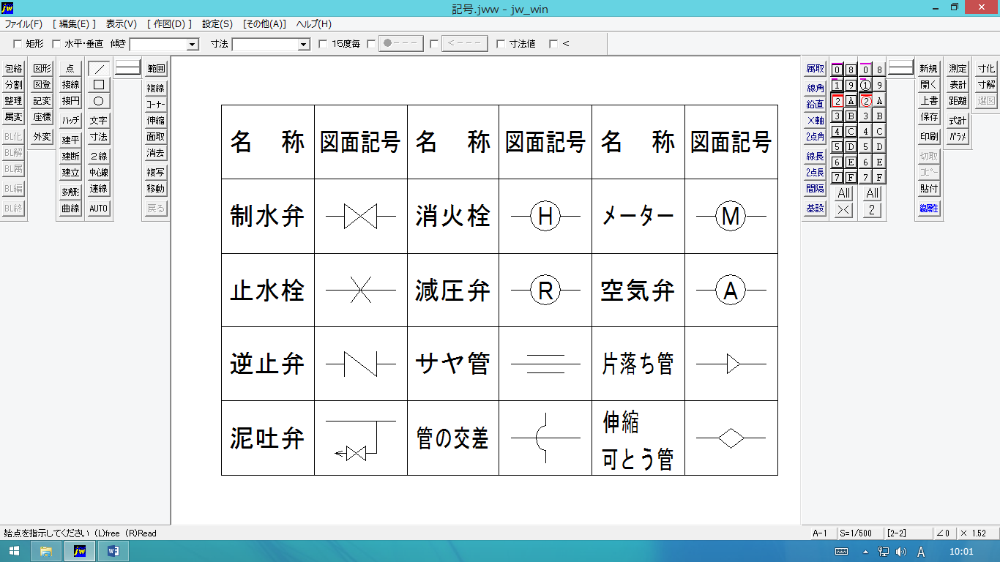 記号.jww - jw_win
ファイル(F) [ 編集(E) ] 表示(V) [ 作図(D) ] 設定(S) [その他(A)] ヘルプ(H)
矩形 水平・垂直 傾き 寸法 15度毎 ●--- <--- 寸法値 <
包絡 図形 点 ／ 範囲
分割 図登 接線 □ 複線
整理 記変 接円 ○ コーナー
属変 座標 ハッチ 文字 伸縮
BL化 外変 建平 寸法 面取
BL解 建断 2線 消去
BL属 建立 中心線 複写
BL編 多角形 連線 移動
BL終 曲線 AUTO 戻る
名 称 図面記号 名 称 図面記号 名 称 図面記号
制水弁 消火栓 H メーター M
止水栓 減圧弁 R 空気弁 A
逆止弁 サヤ管 片落ち管
泥吐弁 管の交差 伸縮
可とう管
属取 0 8 0 8 新規 測定 寸化
線角 1 9 1 9 開く 表計 寸解
鉛直 2 A 2 A 上書 距離 選図
X軸 3 B 3 B 保存 式計
2点角 4 C 4 C 印刷 パラメ
線長 5 D 5 D 切取
2点長 6 E 6 E コピー
間隔 7 F 7 F 貼付
基設 All All 線属性
>< 2
始点を指示してください (L)free (R)Read A-1 S=1/500 [2-2] ∠0 × 1.52
jw W A 10:01